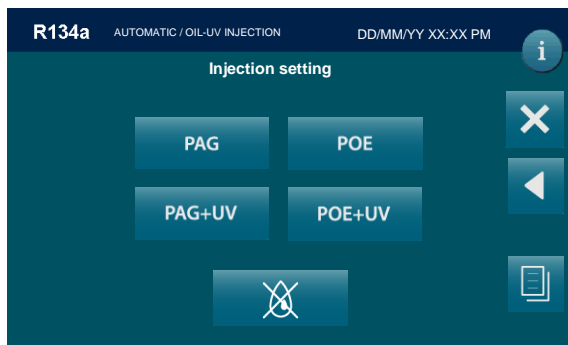 R134a AUTOMATIC / OIL-UV INJECTION DD/MM/YY XX:XX PM
i
Injection setting
PAG POE
PAG+UV POE+UV